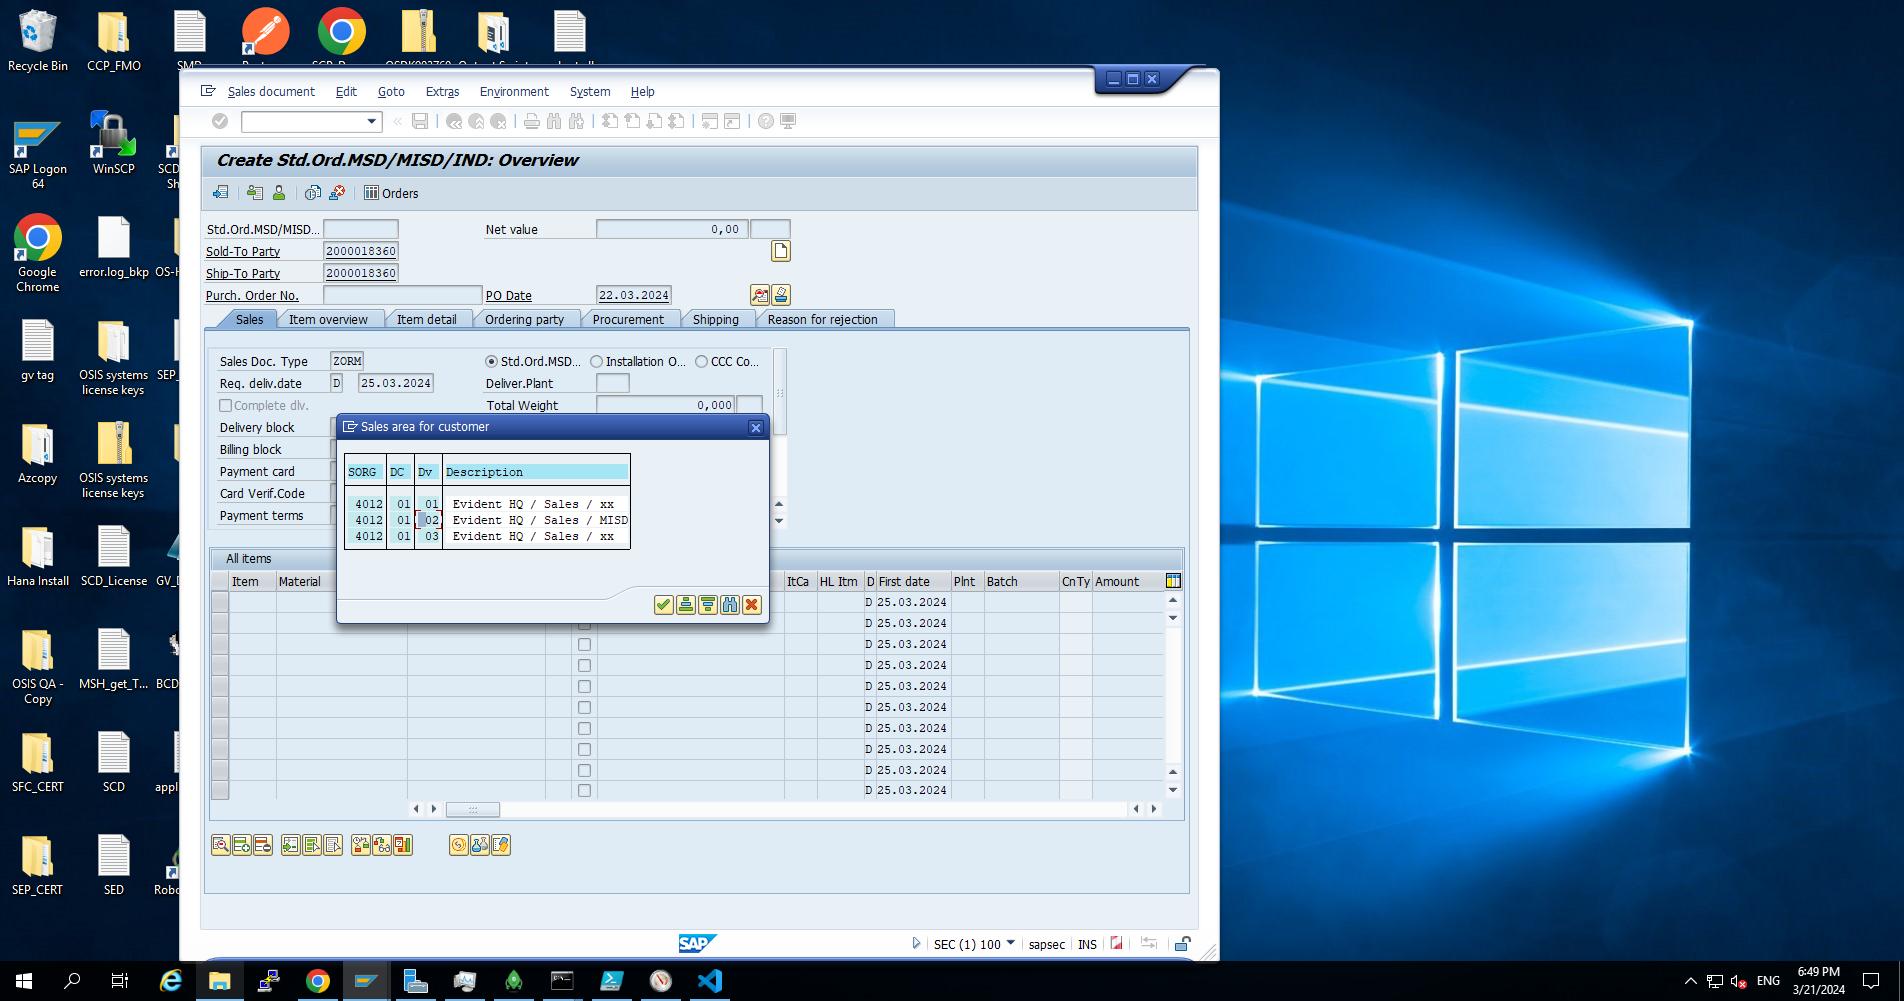 Recycle Bin
CCP_FMO
Sales document Edit Goto Extras Environment System Help
SAP Logon
64
WinSCP
Create Std.Ord.MSD/MISD/IND: Overview
Orders
Google
Chrome
error.log_bkp
Std.Ord.MSD/MISD...
Net value 0,00
Sold-To Party 2000018360
Ship-To Party 2000018360
Purch. Order No. PO Date 22.03.2024
Sales Item overview Item detail Ordering party Procurement Shipping Reason for rejection
gv tag
OSIS systems
license keys
Sales Doc. Type ZORM Std.Ord.MSD... Installation O... CCC Co...
Req. deliv.date D 25.03.2024 Deliver.Plant
Complete dlv. Total Weight 0,000
Delivery block
Billing block
Payment card
Card Verif.Code
Payment terms
Azcopy
OSIS systems
license keys
Sales area for customer
SORG DC Dv Description
4012 01 01 Evident HQ / Sales / xx
4012 01 02 Evident HQ / Sales / MISD
4012 01 03 Evident HQ / Sales / xx
All items
Item Material ItCa HL Itm D First date Plnt Batch CnTy Amount
D 25.03.2024
D 25.03.2024
D 25.03.2024
D 25.03.2024
D 25.03.2024
D 25.03.2024
D 25.03.2024
D 25.03.2024
D 25.03.2024
D 25.03.2024
Hana Install
SCD_License
OSIS QA -
Copy
MSH_get_T...
SFC_CERT
SCD
SEP_CERT
SED
SAP
SEC (1) 100 sapsec INS
ENG
6:49 PM
3/21/2024